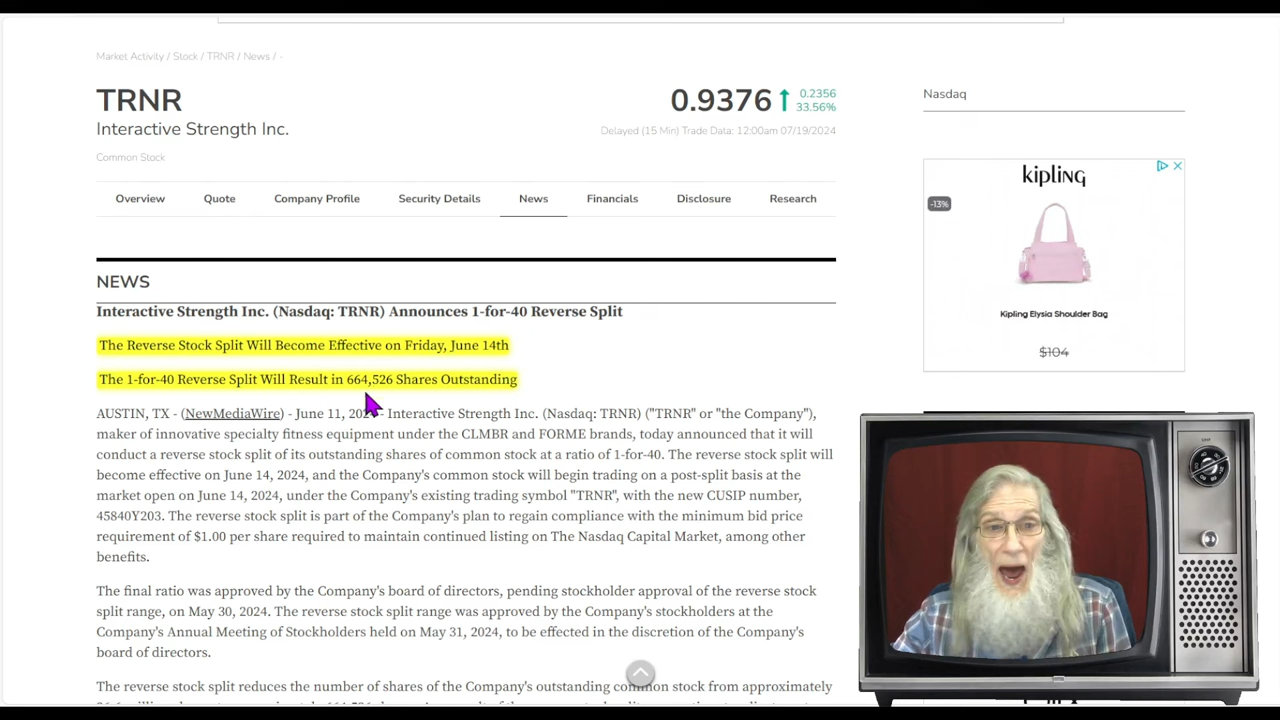 Market Activity / Stock / TRNR / News / -
TRNR
Interactive Strength Inc.
Common Stock
0.9376
0.2356
33.56%
Delayed (15 Min) Trade Data: 12:00am 07/19/2024
Overview
Quote
Company Profile
Security Details
News
Financials
Disclosure
Research
NEWS
Interactive Strength Inc. (Nasdaq: TRNR) Announces 1-for-40 Reverse Split
The Reverse Stock Split Will Become Effective on Friday, June 14th
The 1-for-40 Reverse Split Will Result in 664,526 Shares Outstanding
AUSTIN, TX - (NewMediaWire) - June 11, - Interactive Strength Inc. (Nasdaq: TRNR) ("TRNR" or "the Company"),
maker of innovative specialty fitness equipment under the CLMBR and FORME brands, today announced that it will
conduct a reverse stock split of its outstanding shares of common stock at a ratio of 1-for-40. The reverse stock split will
become effective on June 14, 2024, and the Company's common stock will begin trading on a post-split basis at the
market open on June 14, 2024, under the Company's existing trading symbol "TRNR", with the new CUSIP number,
45840Y203. The reverse stock split is part of the Company's plan to regain compliance with the minimum bid price
requirement of $1.00 per share required to maintain continued listing on The Nasdaq Capital Market, among other
benefits.
The final ratio was approved by the Company's board of directors, pending stockholder approval of the reverse stock
split range, on May 30, 2024. The reverse stock split range was approved by the Company's stockholders at the
Company's Annual Meeting of Stockholders held on May 31, 2024, to be effected in the discretion of the Company's
board of directors.
The reverse stock split reduces the number of shares of the Company's outstanding common stock from approximately
Nasdaq
kipling
-13%
Kipling Elysia Shoulder Bag
$104